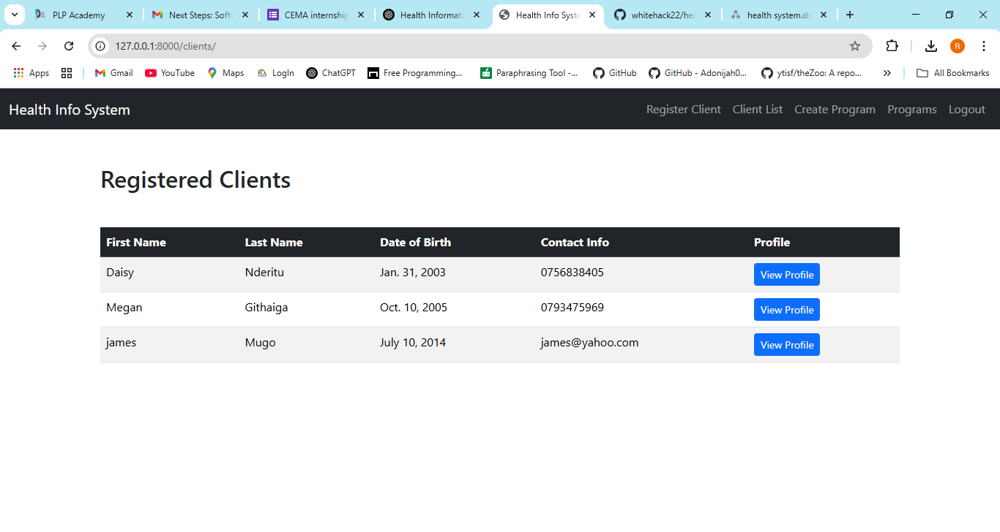 PLP Academy Next Steps: Soft CEMA internship Health Informati Health Info Syste whitehack22/hea health system.dr
127.0.0.1:8000/clients/ R
Apps Gmail YouTube Maps LogIn ChatGPT Free Programming... Paraphrasing Tool -... GitHub GitHub - Adonijah0... ytisf/theZoo: A repo... » All Bookmarks
Health Info System Register Client Client List Create Program Programs Logout
Registered Clients
First Name Last Name Date of Birth Contact Info Profile
Daisy Nderitu Jan. 31, 2003 0756838405 View Profile
Megan Githaiga Oct. 10, 2005 0793475969 View Profile
james Mugo July 10, 2014 james@yahoo.com View Profile